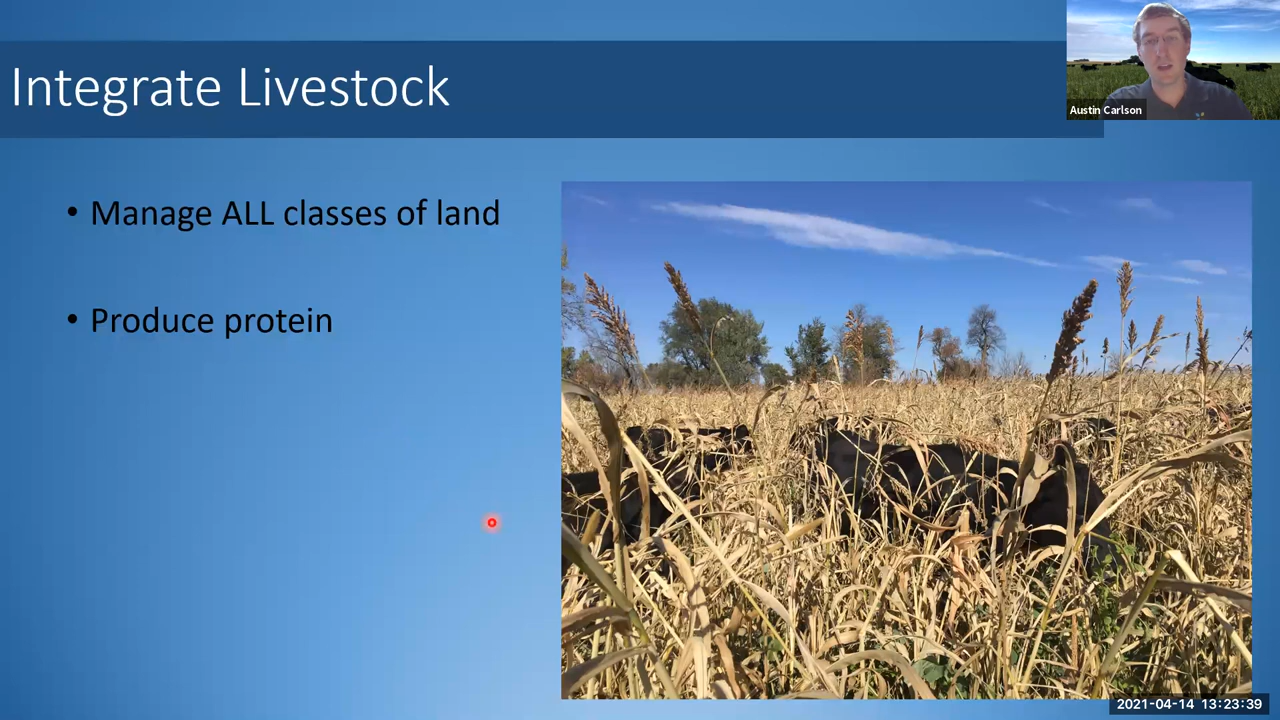 Integrate Livestock
Austin Carlson
• Manage ALL classes of land
• Produce protein
2021-04-14 13:23:39